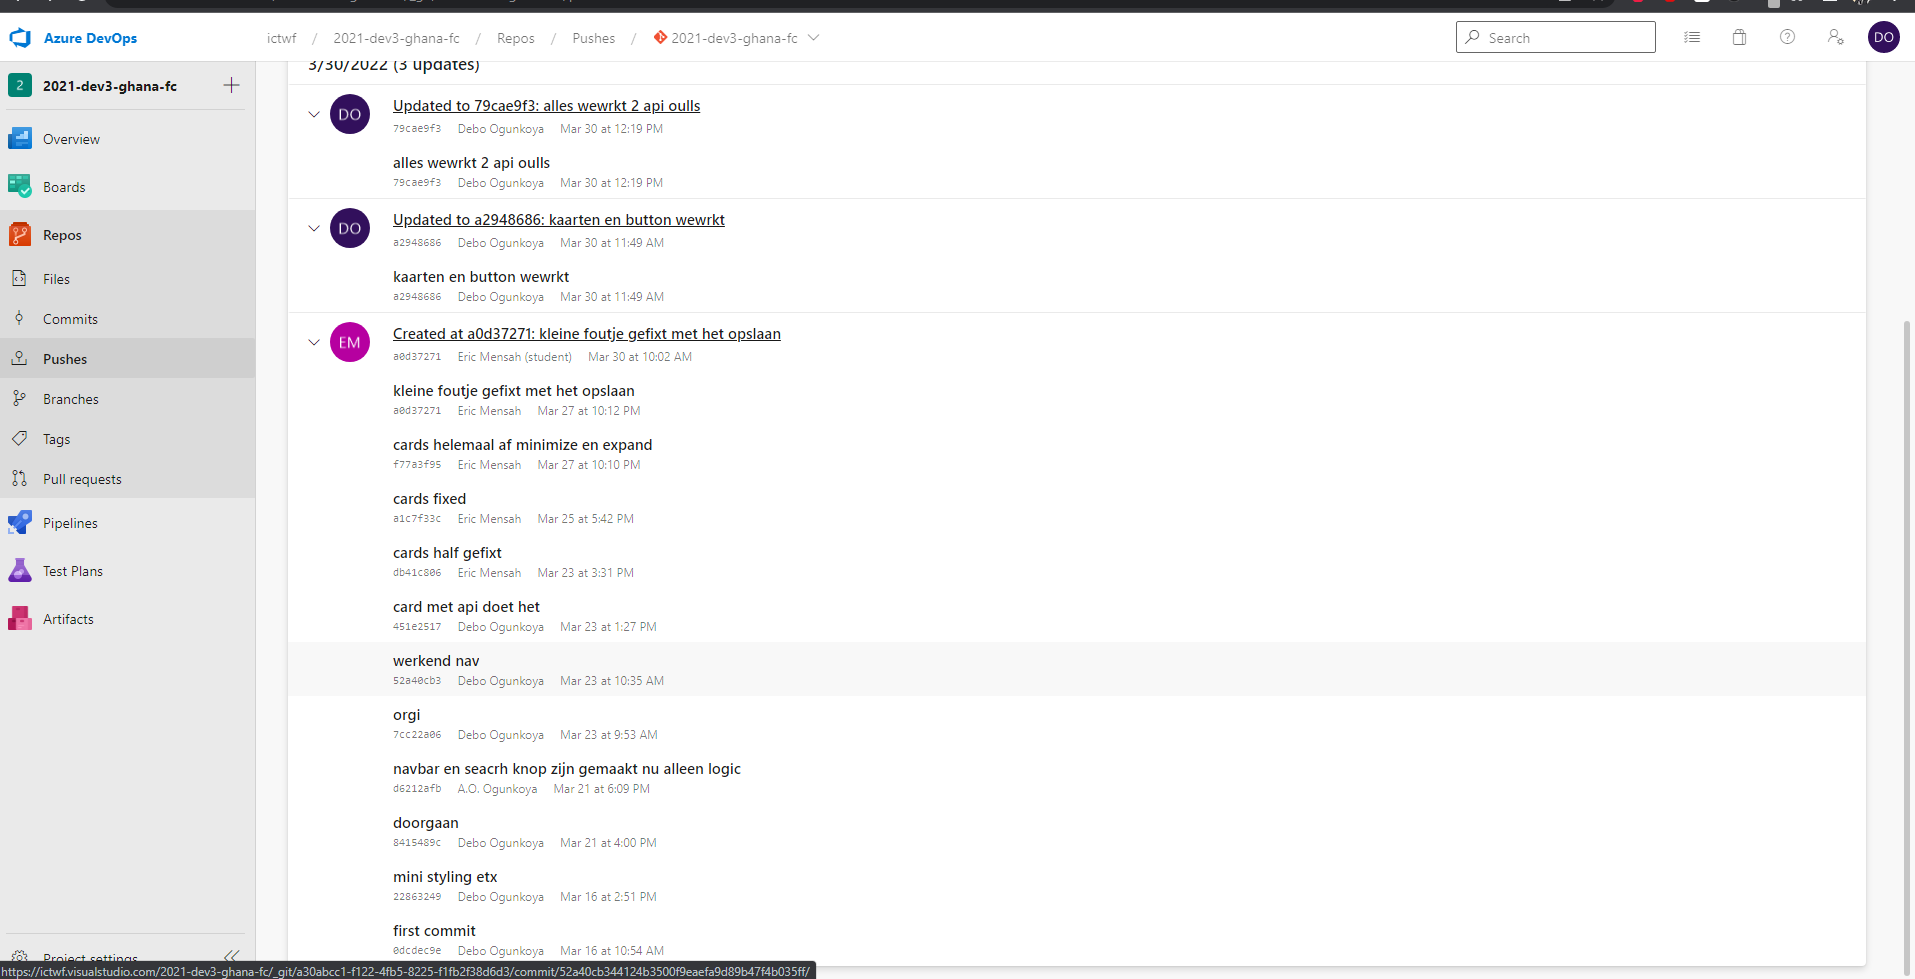 Azure DevOps
ictwf / 2021-dev3-ghana-fc / Repos / Pushes / 2021-dev3-ghana-fc
Search
DO
2 2021-dev3-ghana-fc
Overview
Boards
Repos
Files
Commits
Pushes
Branches
Tags
Pull requests
Pipelines
Test Plans
Artifacts
Project settings
3/30/2022 (3 updates)
DO
Updated to 79cae9f3: alles wewrkt 2 api oulls
79cae9f3 Debo Ogunkoya Mar 30 at 12:19 PM
alles wewrkt 2 api oulls
79cae9f3 Debo Ogunkoya Mar 30 at 12:19 PM
DO
Updated to a2948686: kaarten en button wewrkt
a2948686 Debo Ogunkoya Mar 30 at 11:49 AM
kaarten en button wewrkt
a2948686 Debo Ogunkoya Mar 30 at 11:49 AM
EM
Created at a0d37271: kleine foutje gefixt met het opslaan
a0d37271 Eric Mensah (student) Mar 30 at 10:02 AM
kleine foutje gefixt met het opslaan
a0d37271 Eric Mensah Mar 27 at 10:12 PM
cards helemaal af minimize en expand
f77a3f95 Eric Mensah Mar 27 at 10:10 PM
cards fixed
a1c7f33c Eric Mensah Mar 25 at 5:42 PM
cards half gefixt
db41c806 Eric Mensah Mar 23 at 3:31 PM
card met api doet het
451e2517 Debo Ogunkoya Mar 23 at 1:27 PM
werkend nav
52a40cb3 Debo Ogunkoya Mar 23 at 10:35 AM
orgi
7cc22a06 Debo Ogunkoya Mar 23 at 9:53 AM
navbar en seacrh knop zijn gemaakt nu alleen logic
d6212afb A.O. Ogunkoya Mar 21 at 6:09 PM
doorgaan
8415489c Debo Ogunkoya Mar 21 at 4:00 PM
mini styling etx
22863249 Debo Ogunkoya Mar 16 at 2:51 PM
first commit
0dcdec9e Debo Ogunkoya Mar 16 at 10:54 AM
https://ictwf.visualstudio.com/2021-dev3-ghana-fc/_git/a30abcc1-f122-4fb5-8225-f1fb2f38d6d3/commit/52a40cb344124b3500f9eaefa9d89b47f4b035ff/